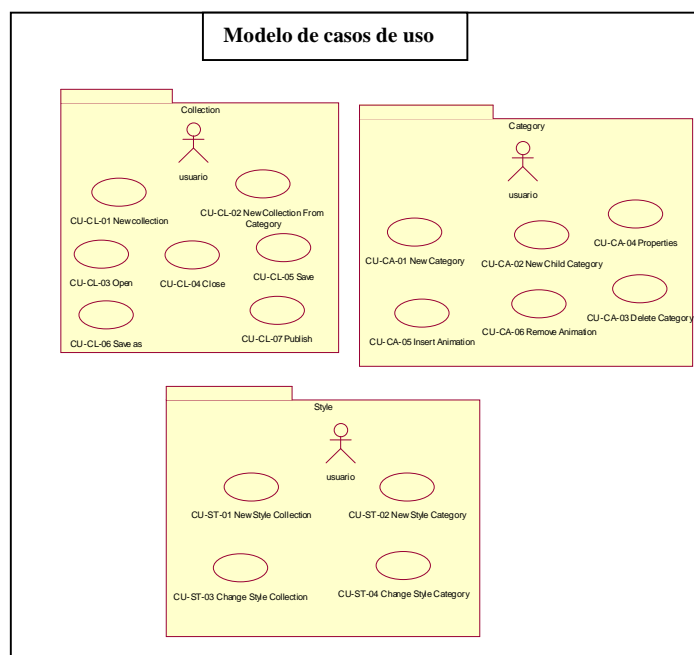 Modelo de casos de uso
Collection
usuario
CU-CL-01 New collection
CU-CL-02 New Collection From
Category
CU-CL-03 Open
CU-CL-04 Close
CU-CL-05 Save
CU-CL-06 Save as
CU-CL-07 Publish
Category
usuario
CU-CA-01 New Category
CU-CA-02 New Child Category
CU-CA-04 Properties
CU-CA-05 Insert Animation
CU-CA-06 Remove Animation
CU-CA-03 Delete Category
Style
usuario
CU-ST-01 New Style Collection
CU-ST-02 New Style Category
CU-ST-03 Change Style Collection
CU-ST-04 Change Style Category